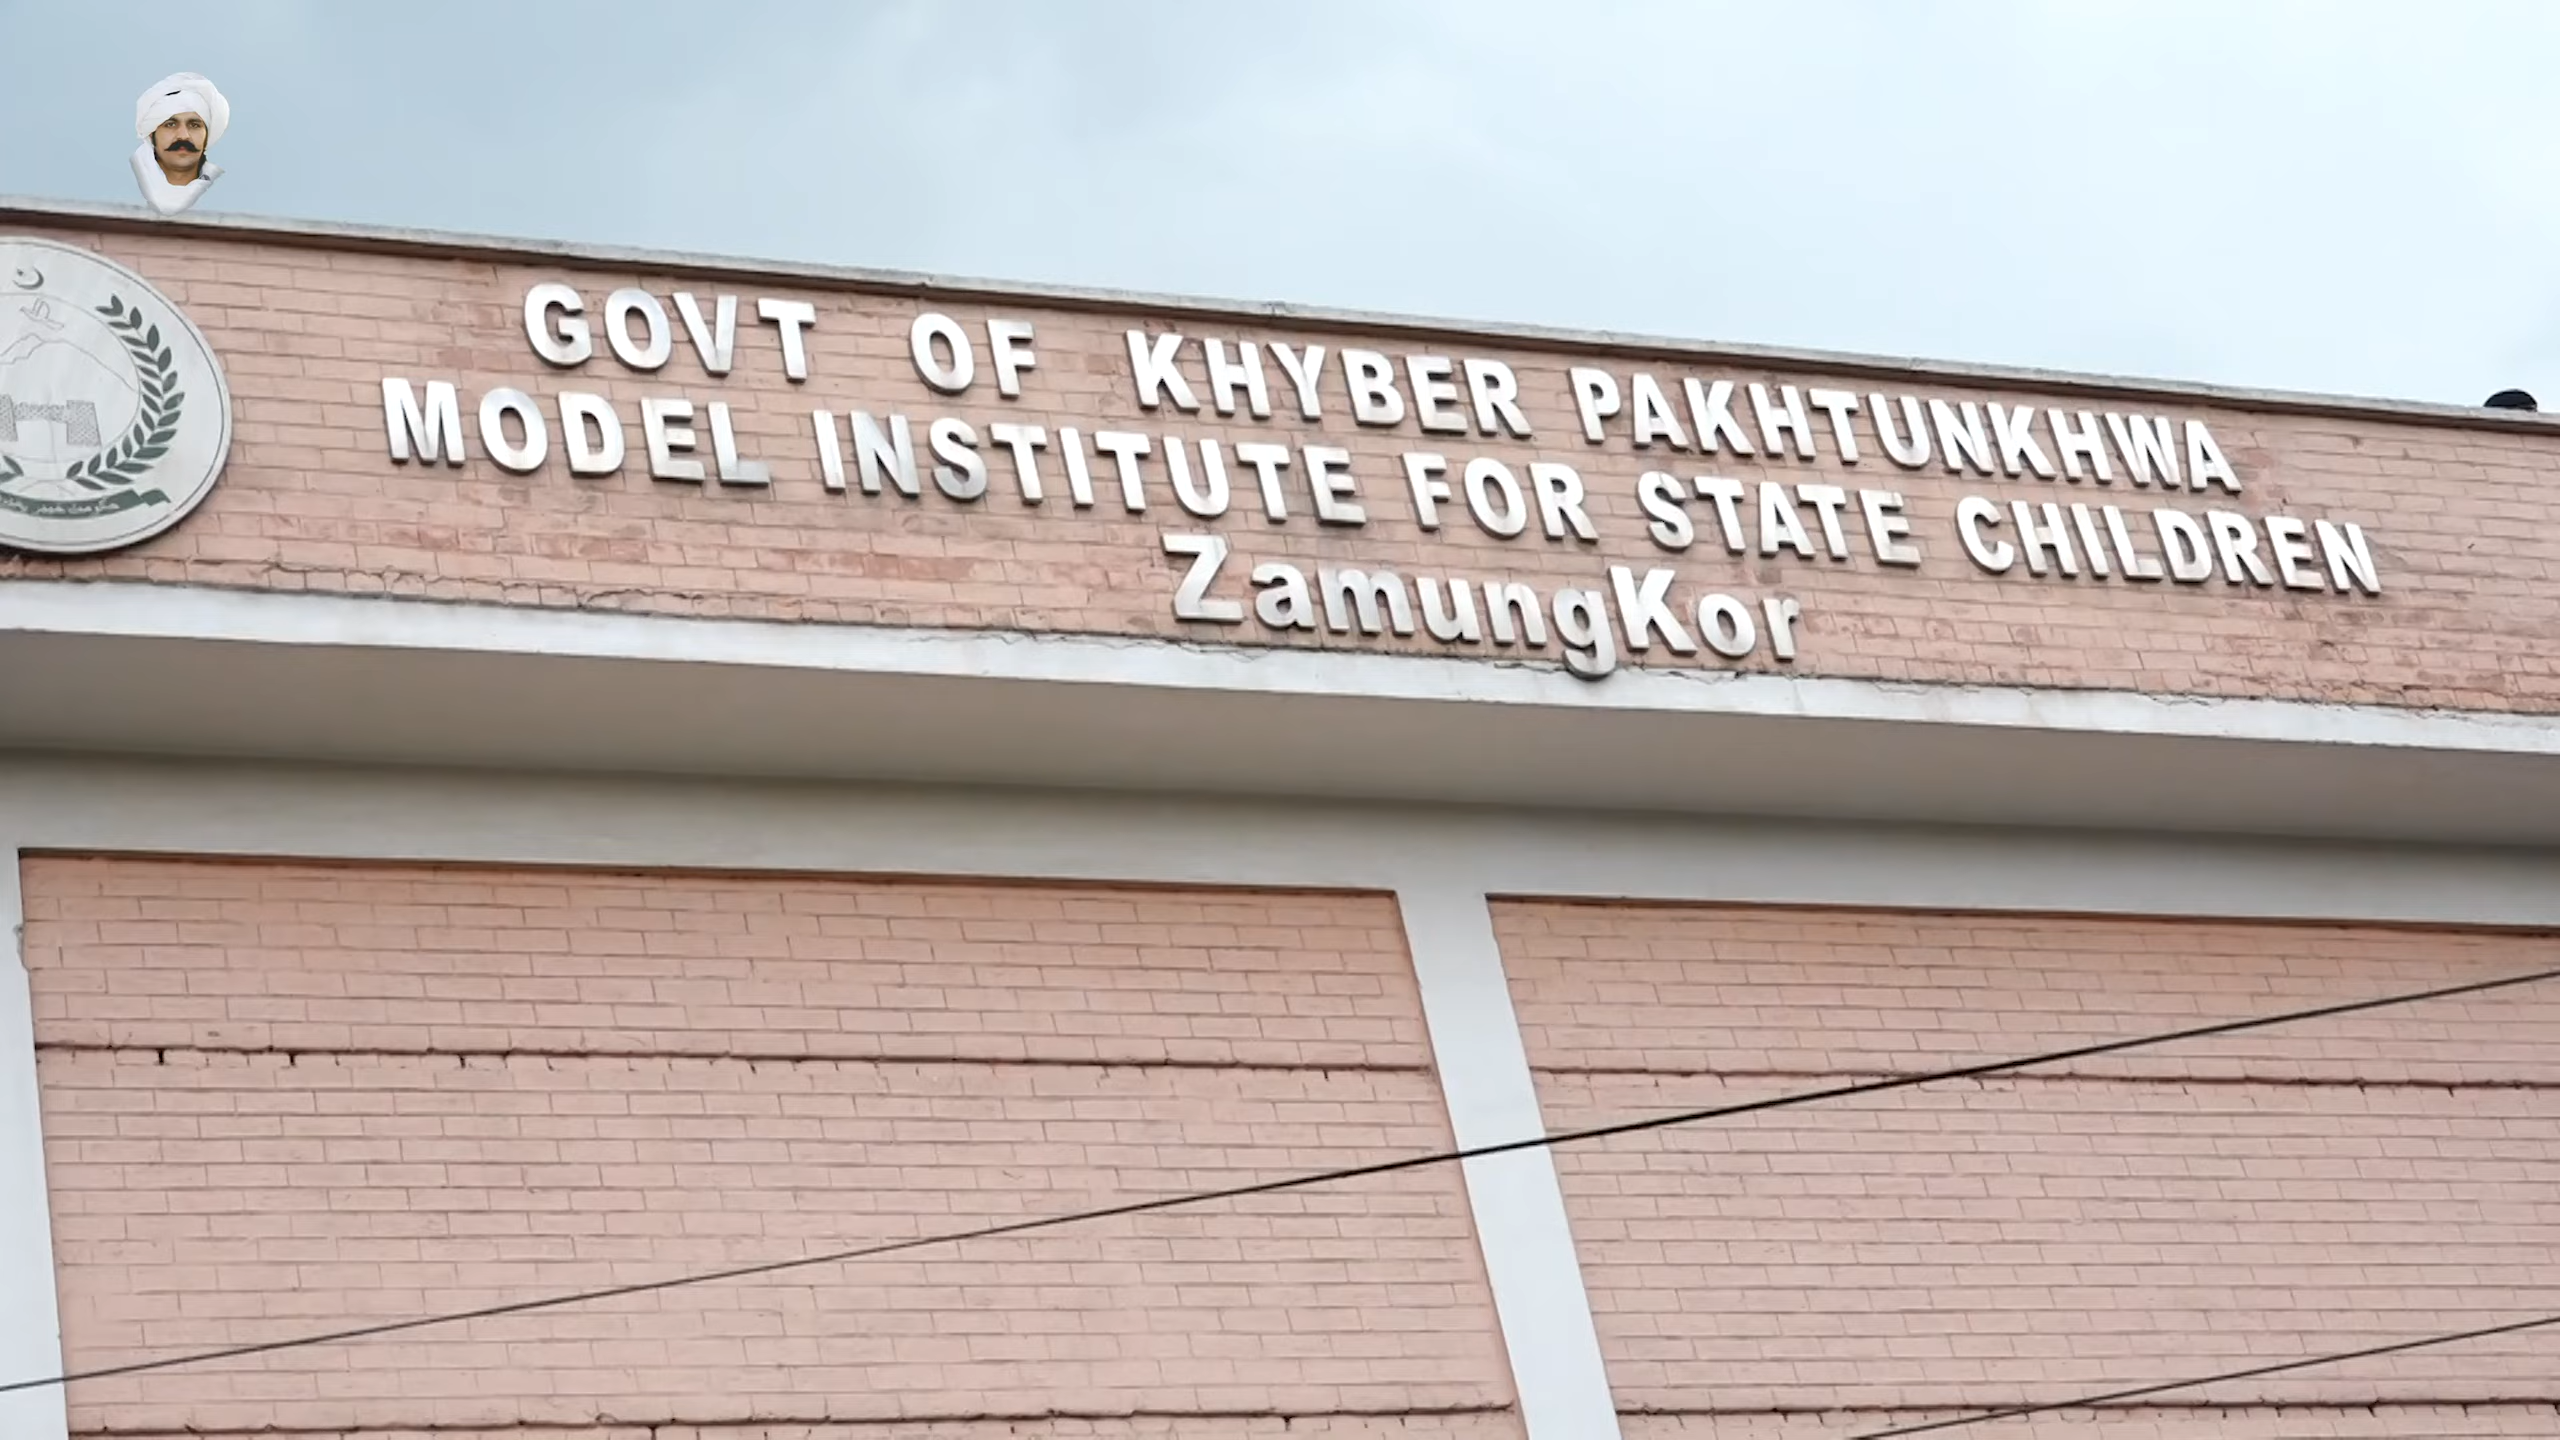 GOVT OF KHYBER PAKHTUNKHWA
MODEL INSTITUTE FOR STATE CHILDREN
ZamungKor